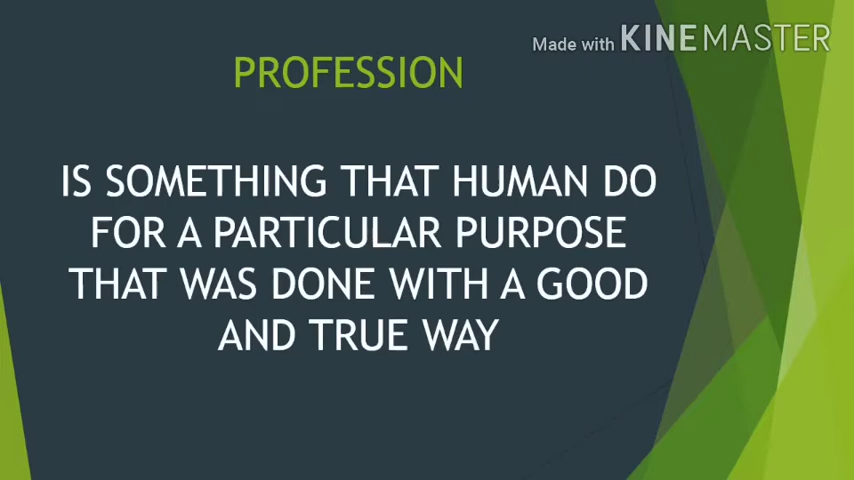 Made with KINEMASTER
PROFESSION
IS SOMETHING THAT HUMAN DO
FOR A PARTICULAR PURPOSE
THAT WAS DONE WITH A GOOD
AND TRUE WAY